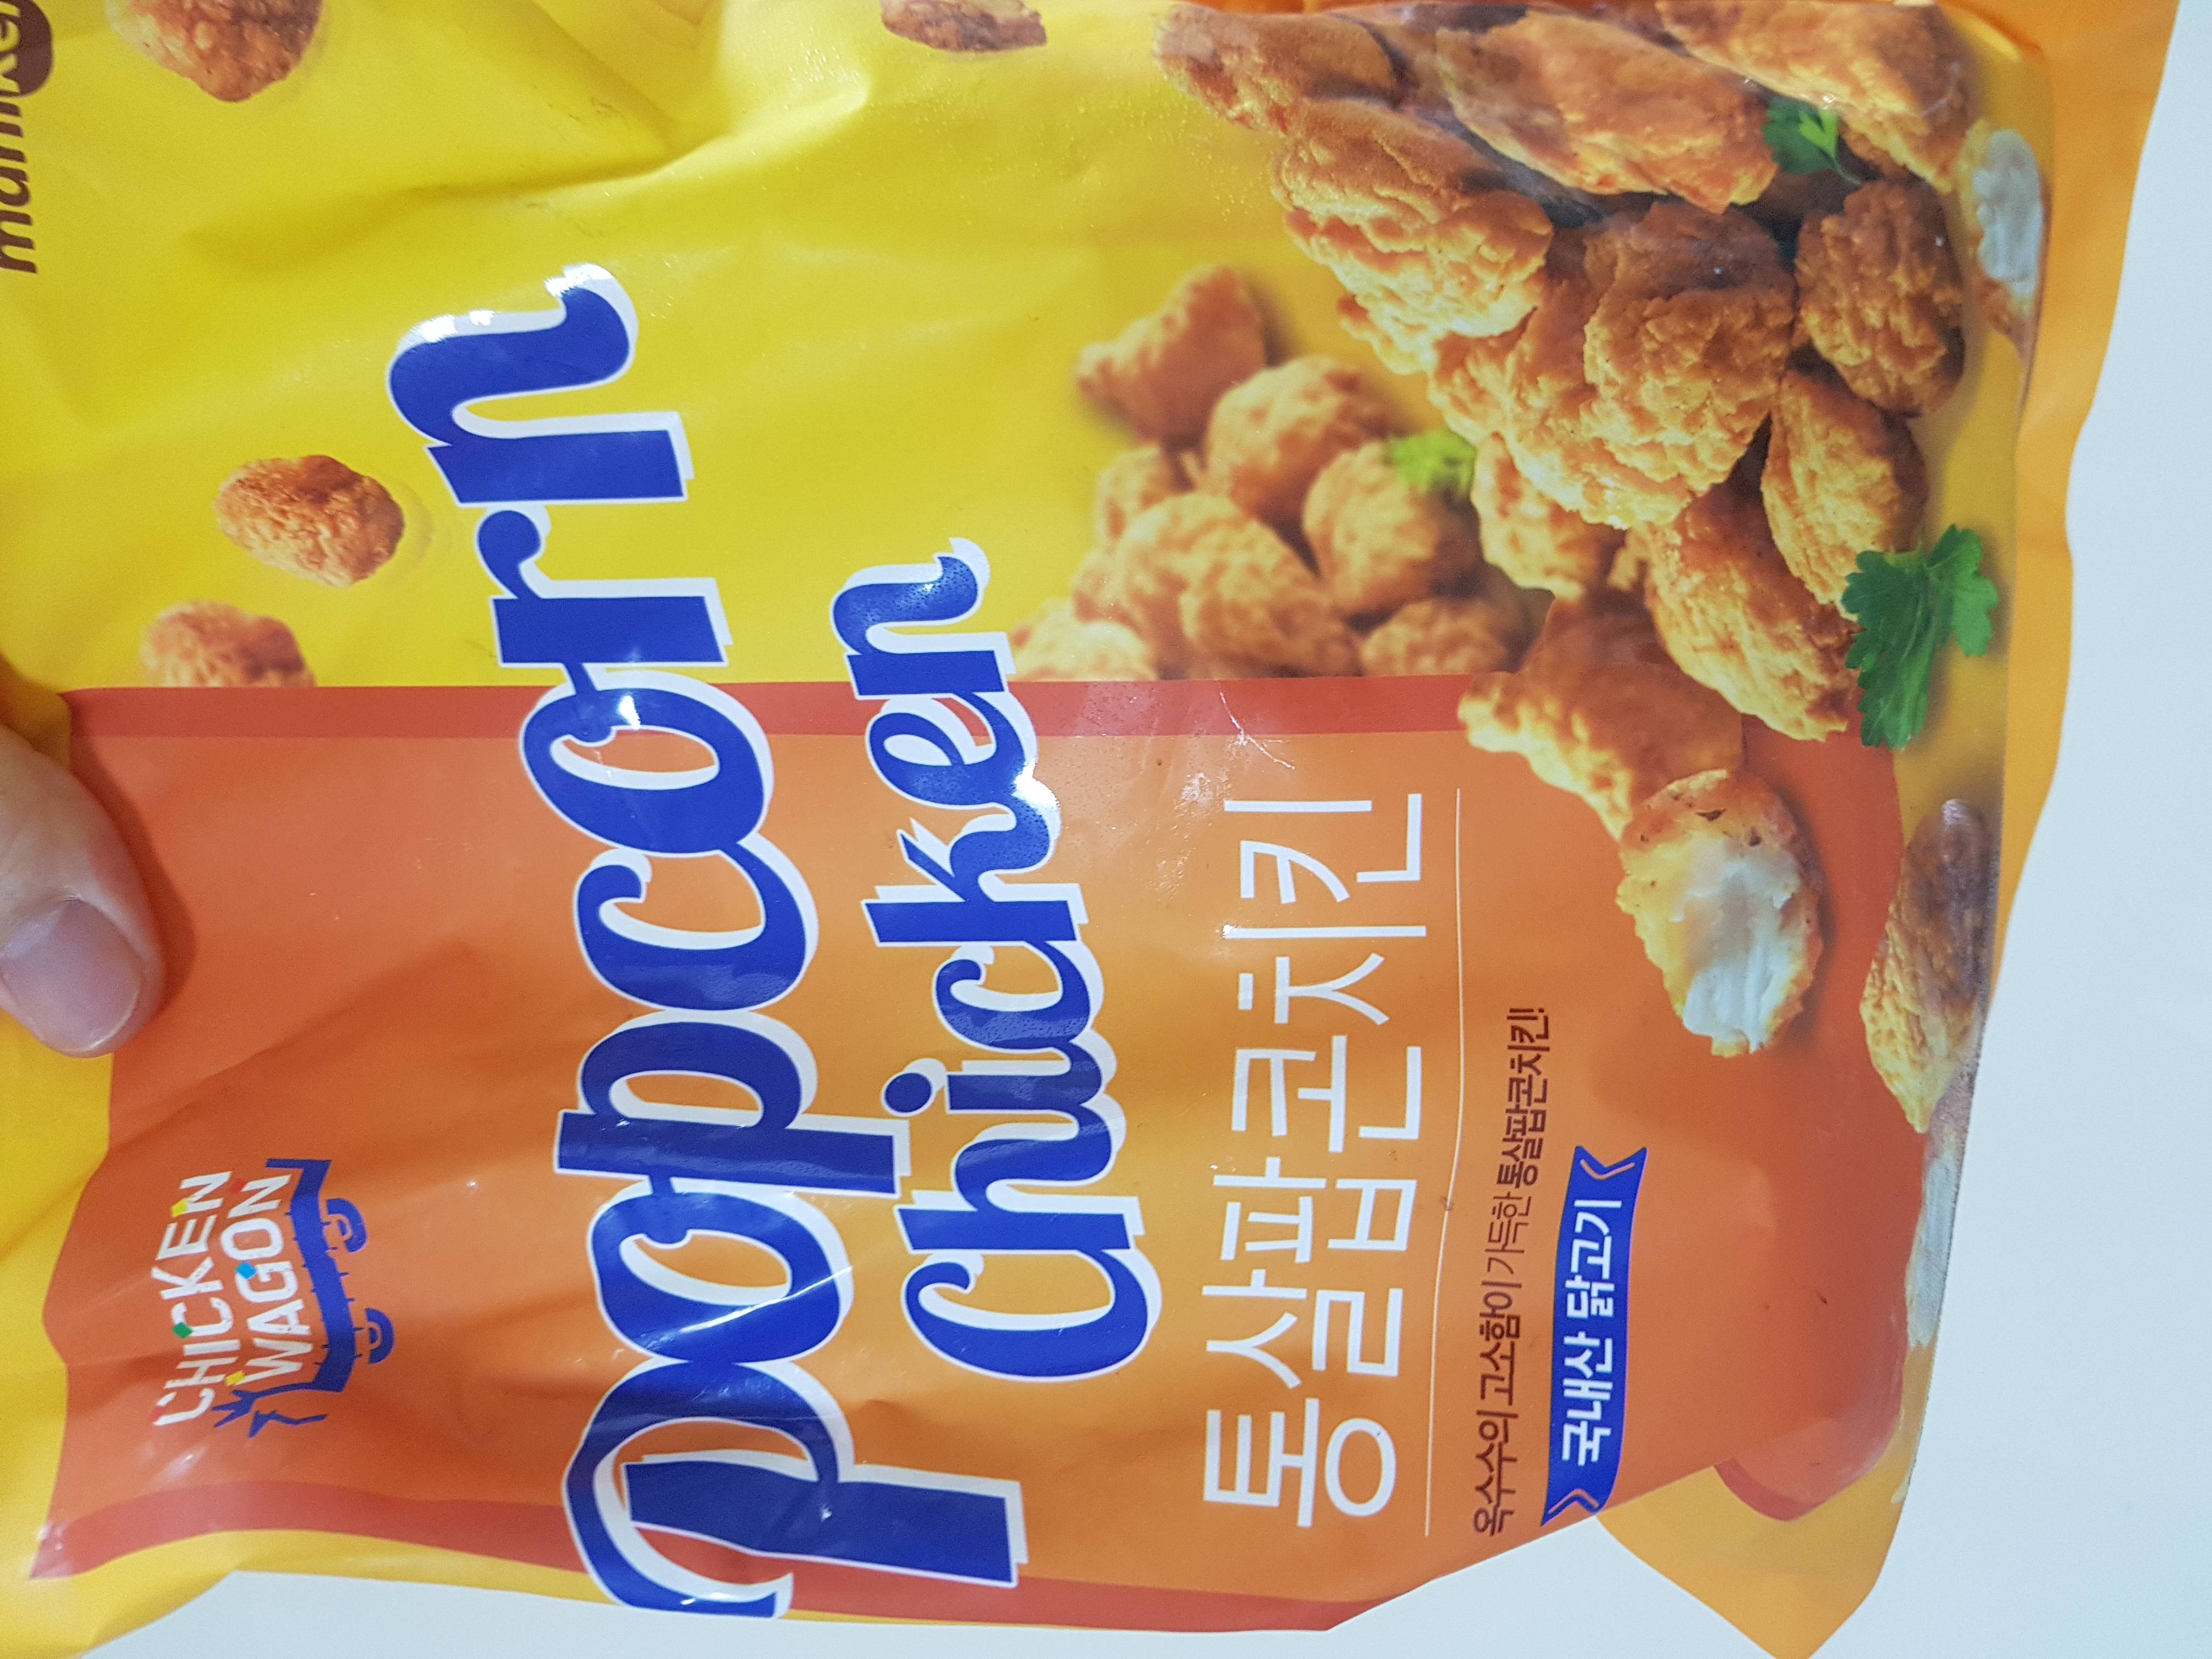 maniker
CHICKEN
WAGON
popcorn
chicken
통살팝콘치킨
옥수수의 고소함이 가득한 통살팝콘치킨!
국내산 닭고기